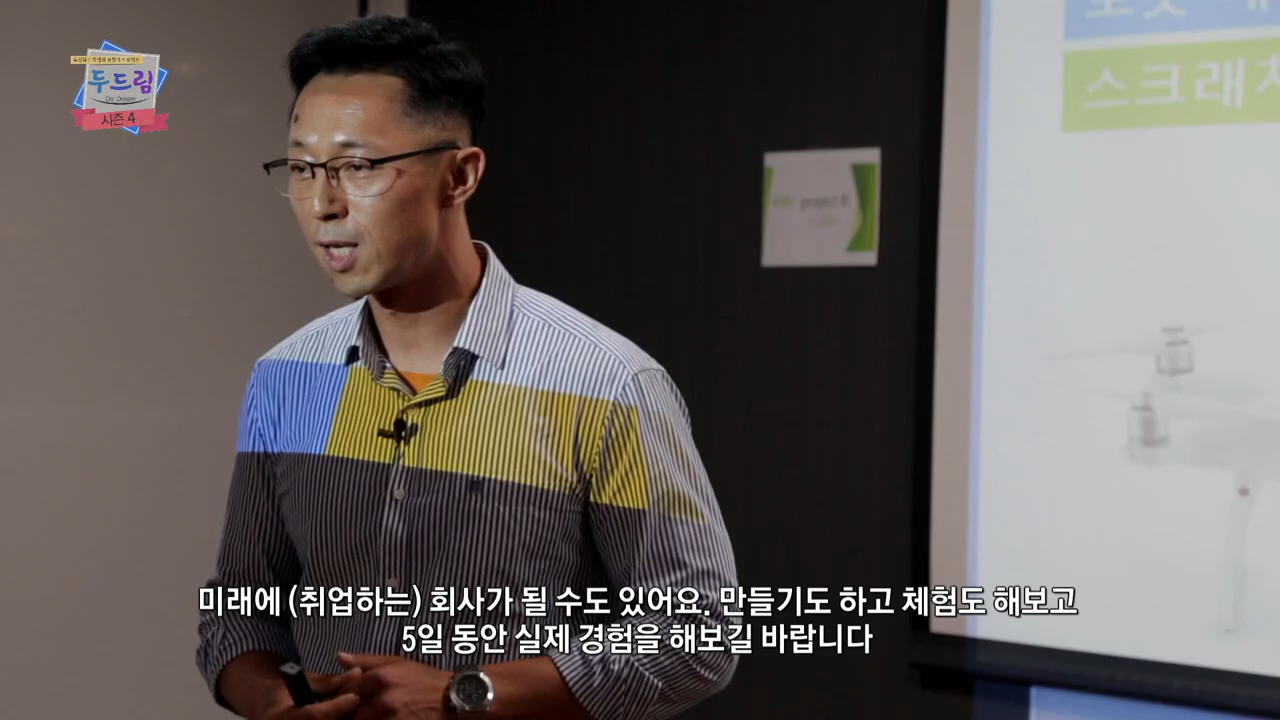 두드림
Do Dream
시즌 4
스크래치
project B
미래에 (취업하는) 회사가 될 수도 있어요. 만들기도 하고 체험도 해보고
5일 동안 실제 경험을 해보길 바랍니다